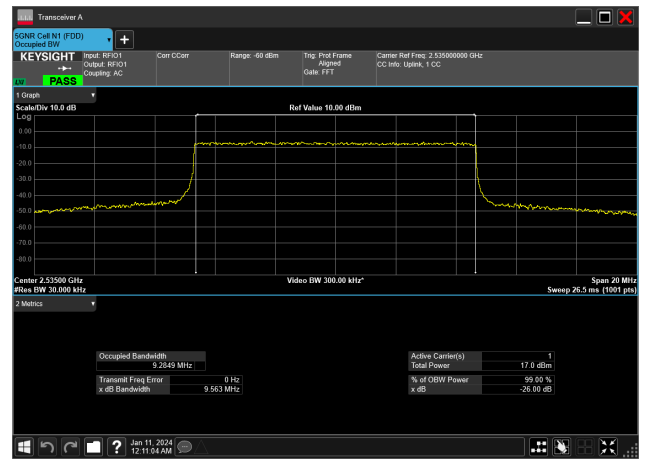 Transceiver A
5GNR Cell N1 (FDD)
Occupied BW
KEYSIGHT
Input: RFIO1
Output: RFIO1
Coupling: AC
Corr CCorr
Range: -60 dBm
Trig: Prot Frame
Aligned
Gate: FFT
Carrier Ref Freq: 2.535000000 GHz
CC Info: Uplink, 1 CC
PASS
1 Graph
Scale/Div 10.0 dB
Ref Value 10.00 dBm
Log
0.00
-10.0
-20.0
-30.0
-40.0
-50.0
-60.0
-70.0
-80.0
Center 2.53500 GHz
#Res BW 30.000 kHz
Video BW 300.00 kHz*
Span 20 MHz
Sweep 26.5 ms (1001 pts)
2 Metrics
Occupied Bandwidth
9.2849 MHz
Transmit Freq Error 0 Hz
x dB Bandwidth 9.563 MHz
Active Carrier(s) 1
Total Power 17.0 dBm
% of OBW Power 99.00 %
x dB -26.00 dB
Jan 11, 2024
12:11:04 AM